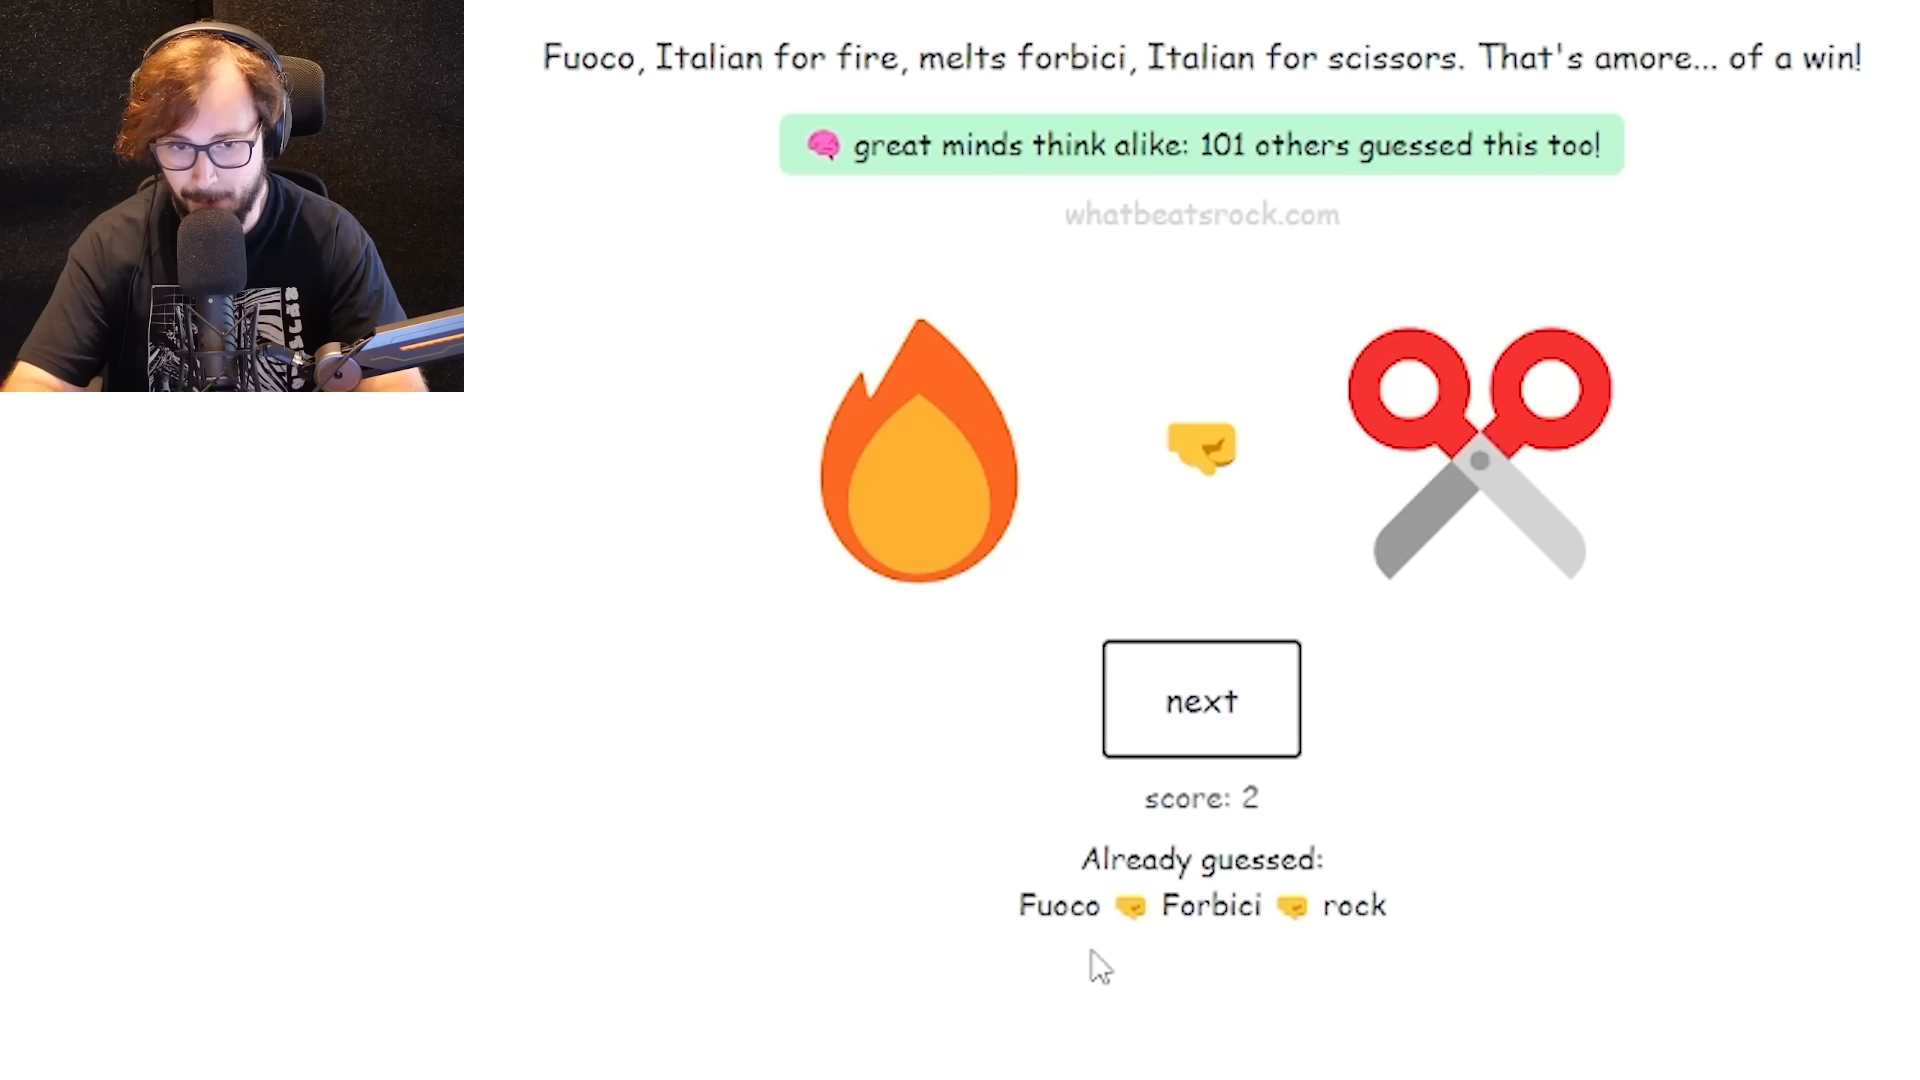 Fuoco, Italian for fire, melts forbici, Italian for scissors. That's amore... of a win!
great minds think alike: 101 others guessed this too!
whatbeatsrock.com
next
score: 2
Already guessed:
Fuoco 🤜 Forbici 🤜 rock